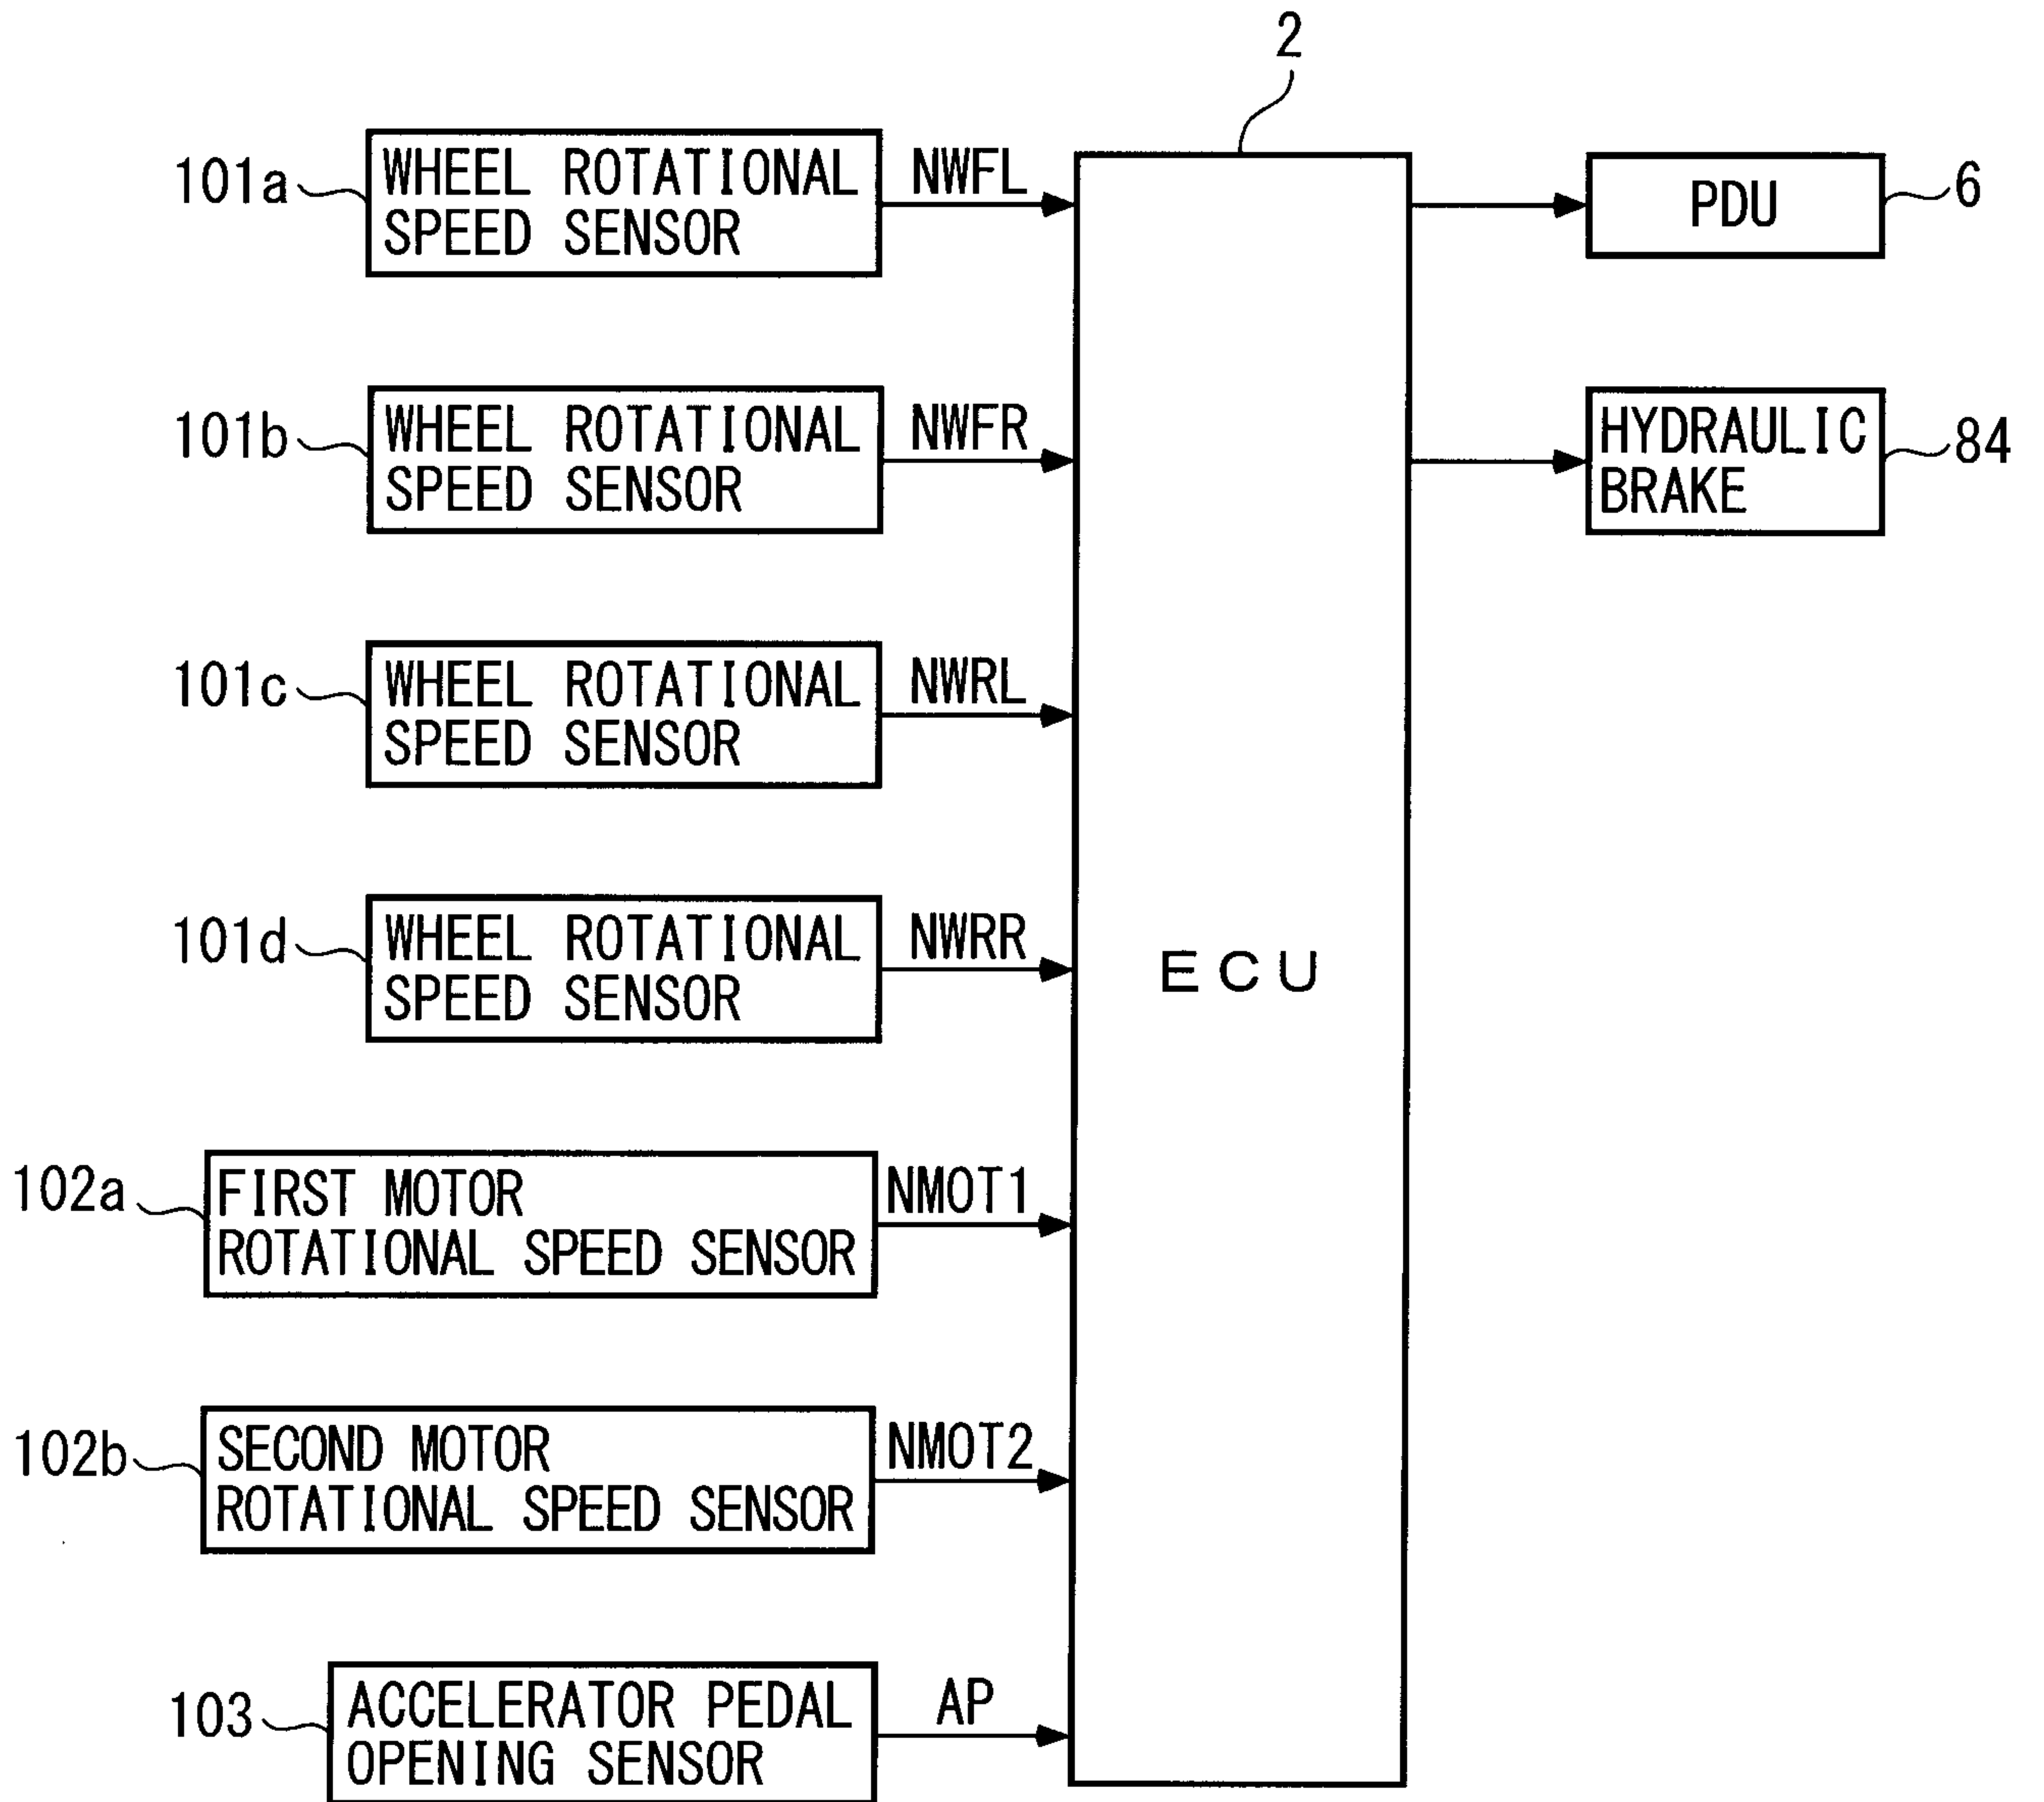 2
101a
WHEEL ROTATIONAL
SPEED SENSOR
NWFL
PDU
6
101b
WHEEL ROTATIONAL
SPEED SENSOR
NWFR
HYDRAULIC
BRAKE
84
101c
WHEEL ROTATIONAL
SPEED SENSOR
NWRL
101d
WHEEL ROTATIONAL
SPEED SENSOR
NWRR
ECU
102a
FIRST MOTOR
ROTATIONAL SPEED SENSOR
NMOT1
102b
SECOND MOTOR
ROTATIONAL SPEED SENSOR
NMOT2
103
ACCELERATOR PEDAL
OPENING SENSOR
AP